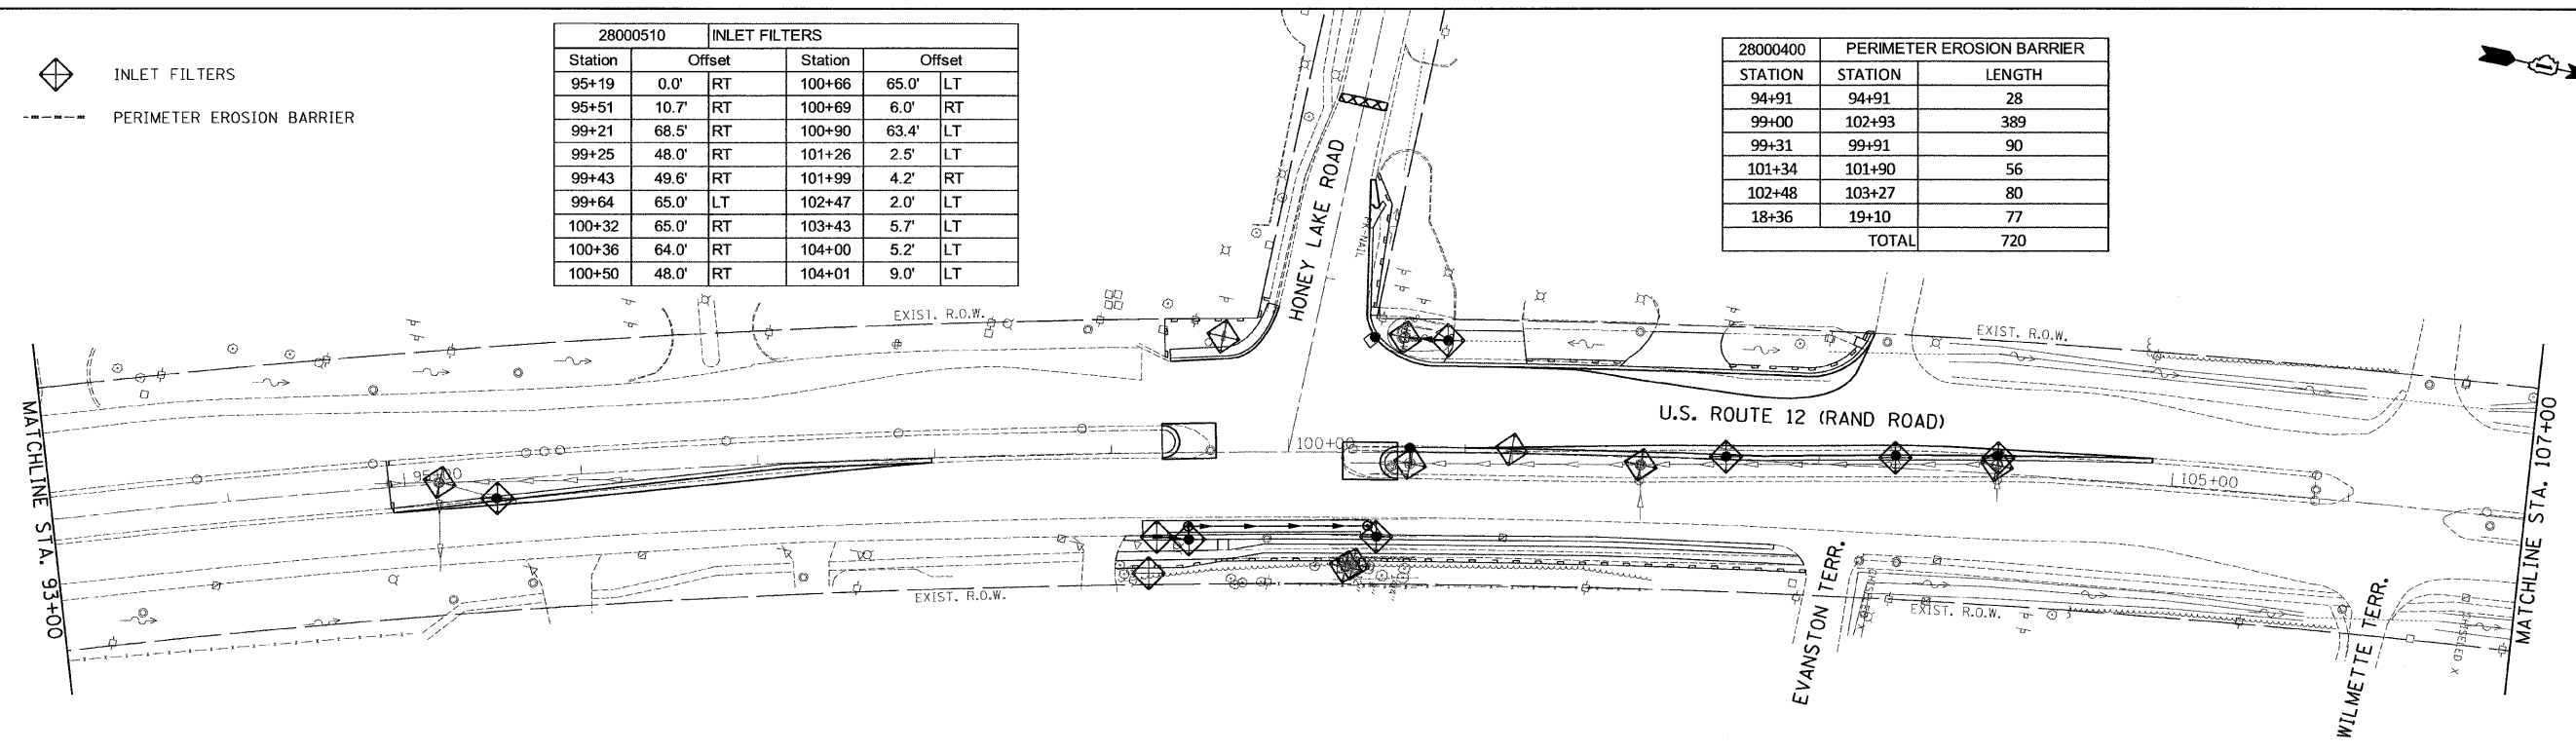 INLET FILTERS
PERIMETER EROSION BARRIER
28000510 INLET FILTERS
Station Offset Station Offset
95+19 0.0' RT 100+66 65.0' LT
95+51 10.7' RT 100+69 6.0' RT
99+21 68.5' RT 100+90 63.4' LT
99+25 48.0' RT 101+26 2.5' LT
99+43 49.6' RT 101+99 4.2' RT
99+64 65.0' LT 102+47 2.0' LT
100+32 65.0' RT 103+43 5.7' LT
100+36 64.0' RT 104+00 5.2' LT
100+50 48.0' RT 104+01 9.0' LT
28000400 PERIMETER EROSION BARRIER
STATION STATION LENGTH
94+91 94+91 28
99+00 102+93 389
99+31 99+91 90
101+34 101+90 56
102+48 103+27 80
18+36 19+10 77
TOTAL 720
HONEY LAKE ROAD
PK-NAIL
EXIST. R.O.W.
EXIST. R.O.W.
U.S. ROUTE 12 (RAND ROAD)
100+00
105+00
MATCHLINE STA. 93+00
MATCHLINE STA. 107+00
EXIST. R.O.W.
EXIST. R.O.W.
EVANSTON TERR.
CHISELED X
WILMETTE TERR.
CHISELED X